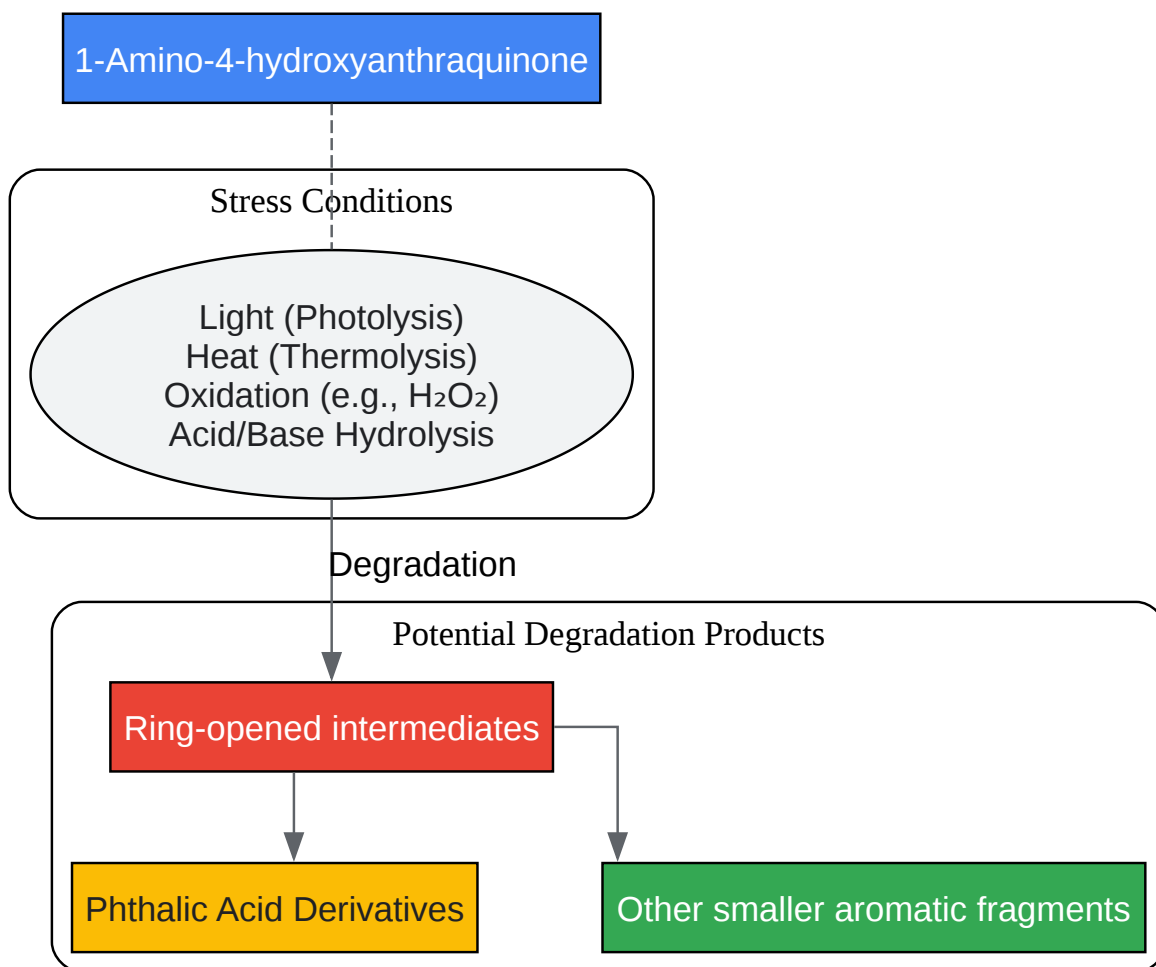 1-Amino-4-hydroxyanthraquinone
Stress Conditions
Light (Photolysis)
Heat (Thermolysis)
Oxidation (e.g., H₂O₂)
Acid/Base Hydrolysis
Degradation
Potential Degradation Products
Ring-opened intermediates
Phthalic Acid Derivatives
Other smaller aromatic fragments